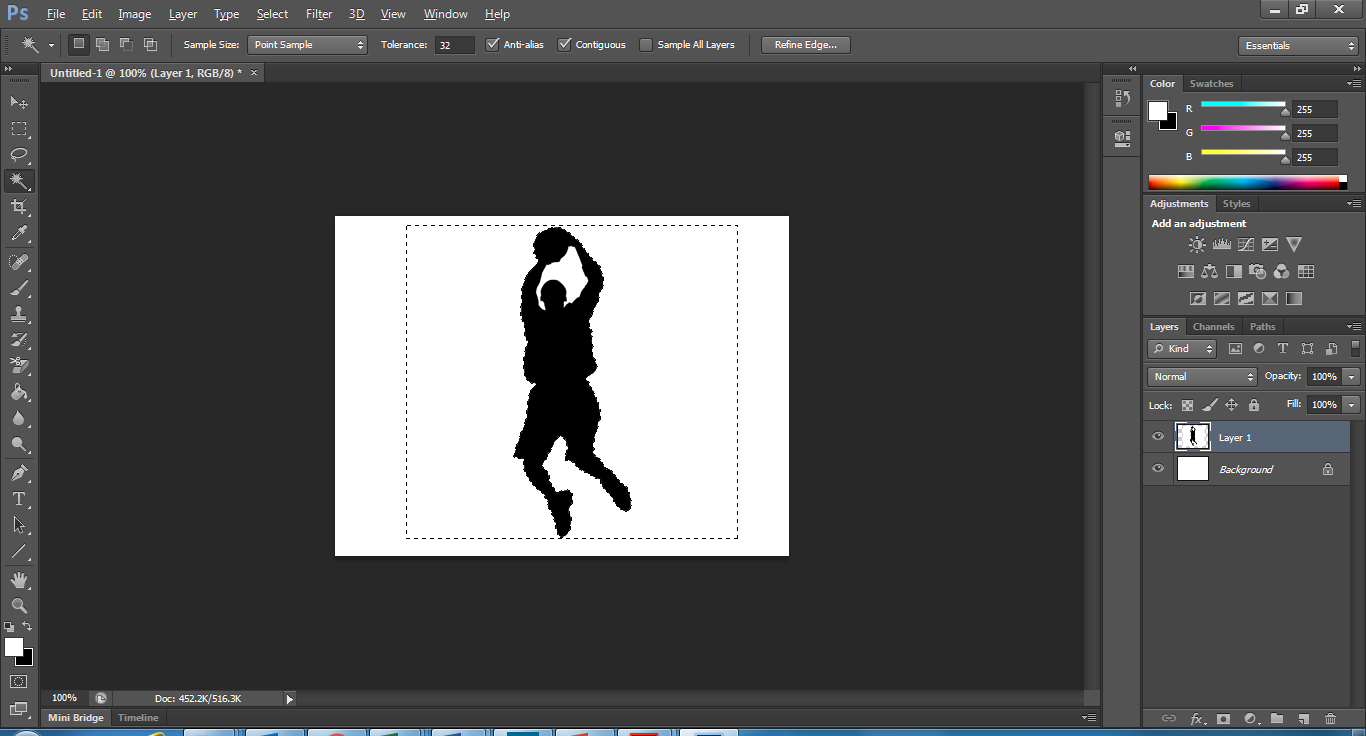 Ps File Edit Image Layer Type Select Filter 3D View Window Help
Sample Size: Point Sample Tolerance: 32 Anti-alias Contiguous Sample All Layers Refine Edge... Essentials
Untitled-1 @ 100% (Layer 1, RGB/8) * ×
Color Swatches
R 255
G 255
B 255
Adjustments Styles
Add an adjustment
Layers Channels Paths
Kind T
Normal Opacity: 100%
Lock: Fill: 100%
Layer 1
Background
T
fx
100% Doc: 452.2K/516.3K
Mini Bridge Timeline